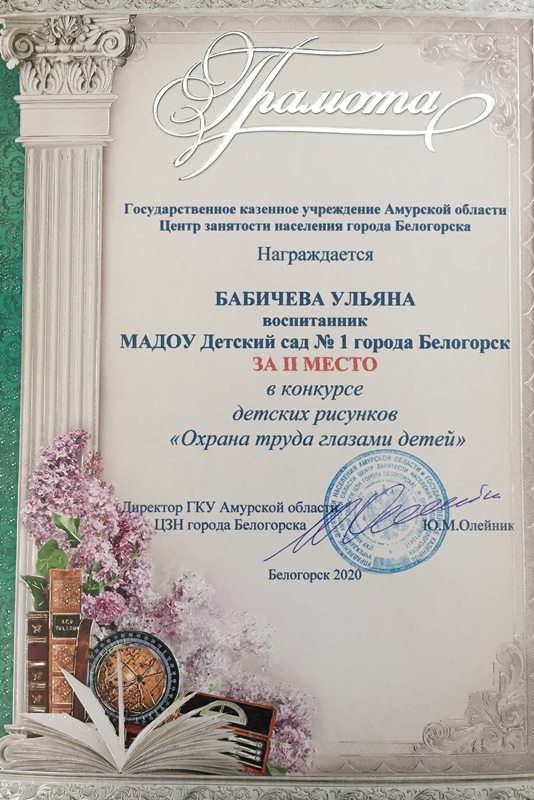 Грамота
Государственное казенное учреждение Амурской области
Центр занятости населения города Белогорска
Награждается
БАБИЧЕВА УЛЬЯНА
воспитанник
МАДОУ Детский сад № 1 города Белогорск
ЗА II МЕСТО
в конкурсе
детских рисунков
«Охрана труда глазами детей»
Директор ГКУ Амурской области
ЦЗН города Белогорска Ю.М.Олейник
Белогорск 2020